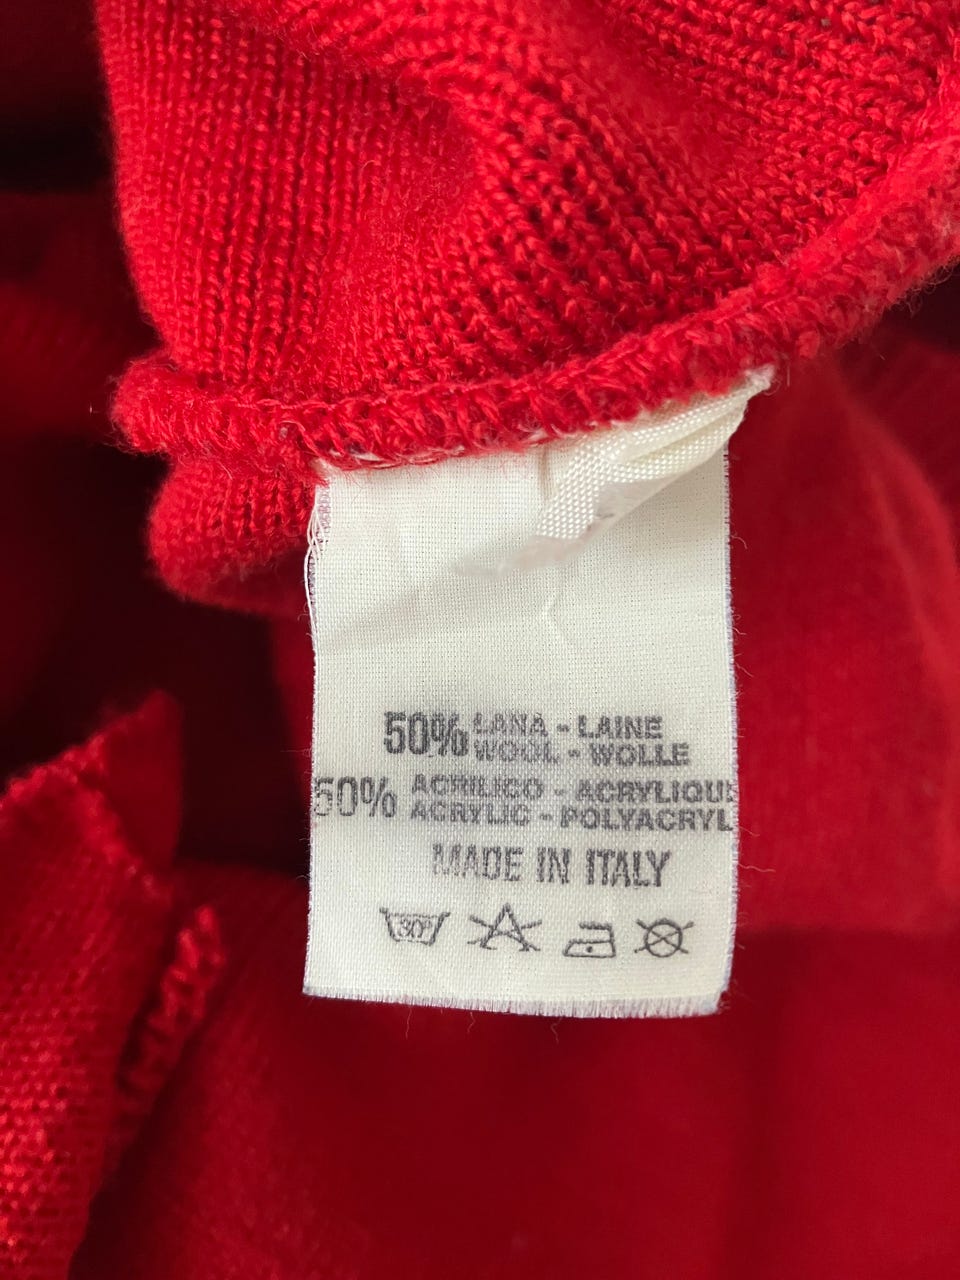 50% LANA - LAINE
WOOL - WOLLE
50% ACRILICO - ACRYLIQUE
ACRYLIC - POLYACRYL
MADE IN ITALY
30°
A